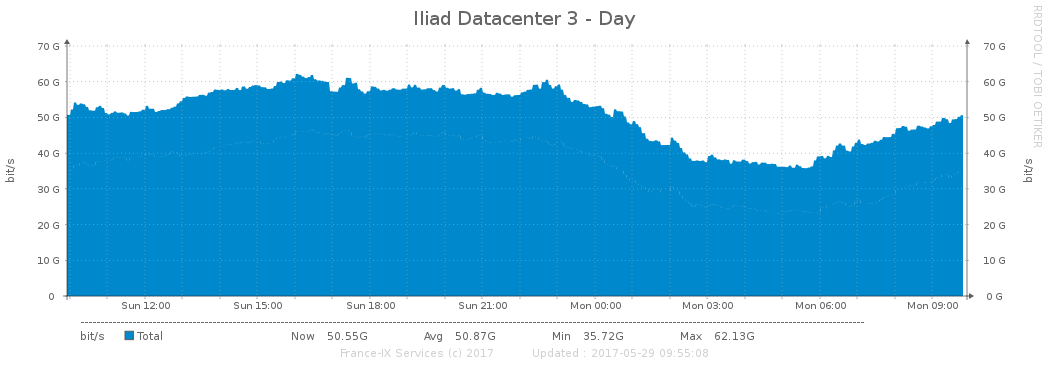 Iliad Datacenter 3 - Day
RRDTOOL / TOBI OETIKER
bit/s
70 G 70 G
60 G 60 G
50 G 50 G
40 G 40 G
30 G 30 G
20 G 20 G
10 G 10 G
0 0 G
bit/s
Sun 12:00 Sun 15:00 Sun 18:00 Sun 21:00 Mon 00:00 Mon 03:00 Mon 06:00 Mon 09:00
bit/s Total Now 50.55G Avg 50.87G Min 35.72G Max 62.13G
France-IX Services (c) 2017 Updated : 2017-05-29 09:55:08